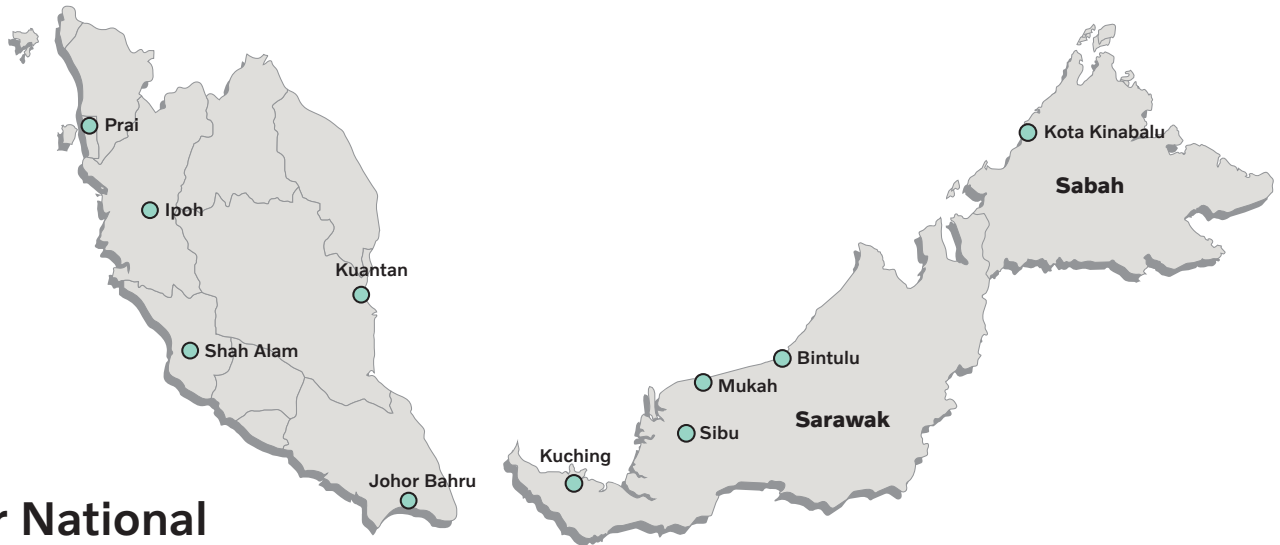 Prai
Kota Kinabalu
Sabah
Ipoh
Kuantan
Shah Alam
Bintulu
Mukah
Sarawak
Sibu
Kuching
Johor Bahru
National